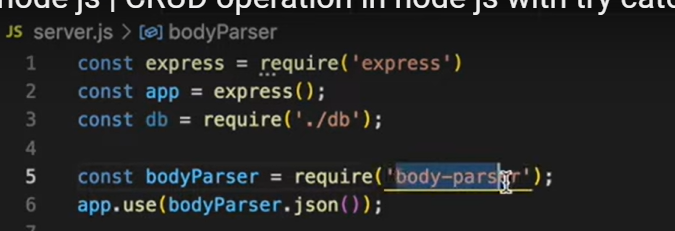 node js | CRUD operation in node js with try cato
JS server.js > bodyParser
1 const express = require('express')
2 const app = express();
3 const db = require('./db');
4
5 const bodyParser = require('body-parser');
6 app.use(bodyParser.json());
7